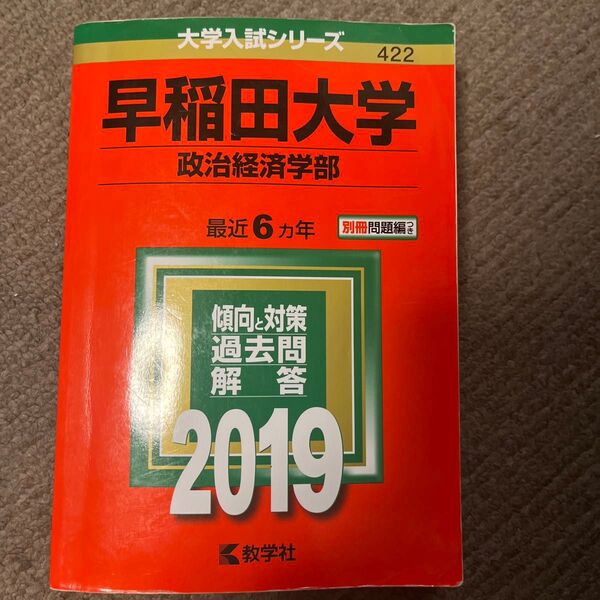 大学入試シリーズ
422
早稲田大学
政治経済学部
最近6ヵ年
別冊問題編つき
傾向と対策
過去問
解答
2019
教学社